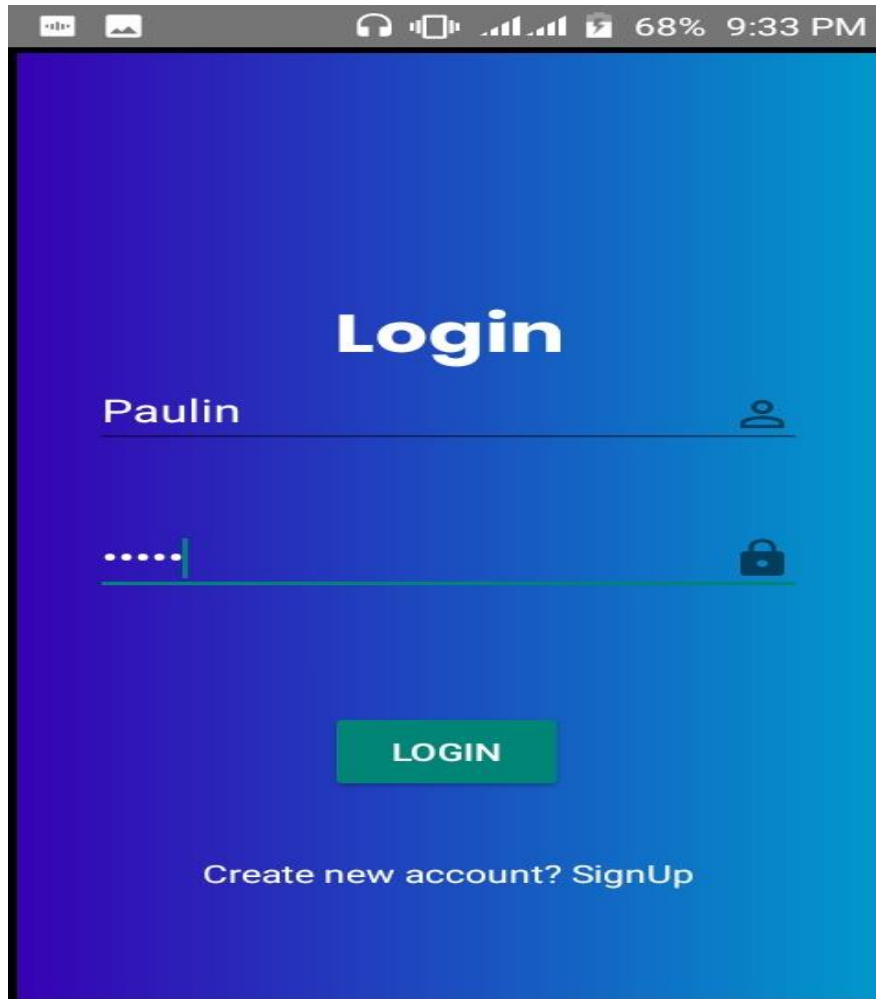 68% 9:33 PM
Login
Paulin
•••••
LOGIN
Create new account? SignUp